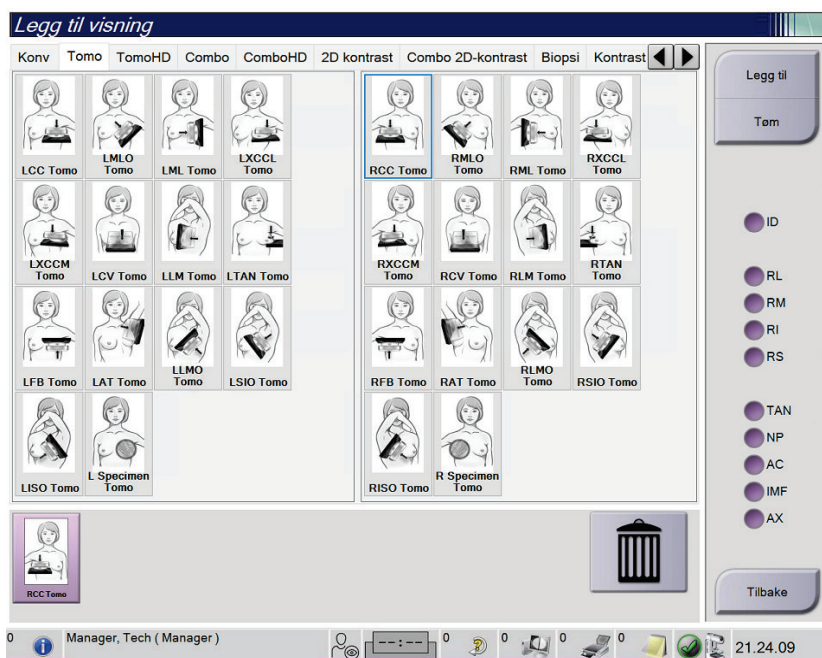 Legg til visning
Konv Tomo TomoHD Combo ComboHD 2D kontrast Combo 2D-kontrast Biopsi Kontrast
LCC Tomo
LMLO
Tomo
LML Tomo
LXCCL
Tomo
LXCCM
Tomo
LCV Tomo
LLM Tomo
LTAN Tomo
LFB Tomo
LAT Tomo
LLMO
Tomo
LSIO Tomo
LISO Tomo
L Specimen
Tomo
RCC Tomo
RMLO
Tomo
RML Tomo
RXCCL
Tomo
RXCCM
Tomo
RCV Tomo
RLM Tomo
RTAN
Tomo
RFB Tomo
RAT Tomo
RLMO
Tomo
RSIO Tomo
RISO Tomo
R Specimen
Tomo
Legg til
Tøm
ID
RL
RM
RI
RS
TAN
NP
AC
IMF
AX
Tilbake
RCC Tomo
0 Manager, Tech ( Manager ) --:-- 0 0 0 0 21.24.09